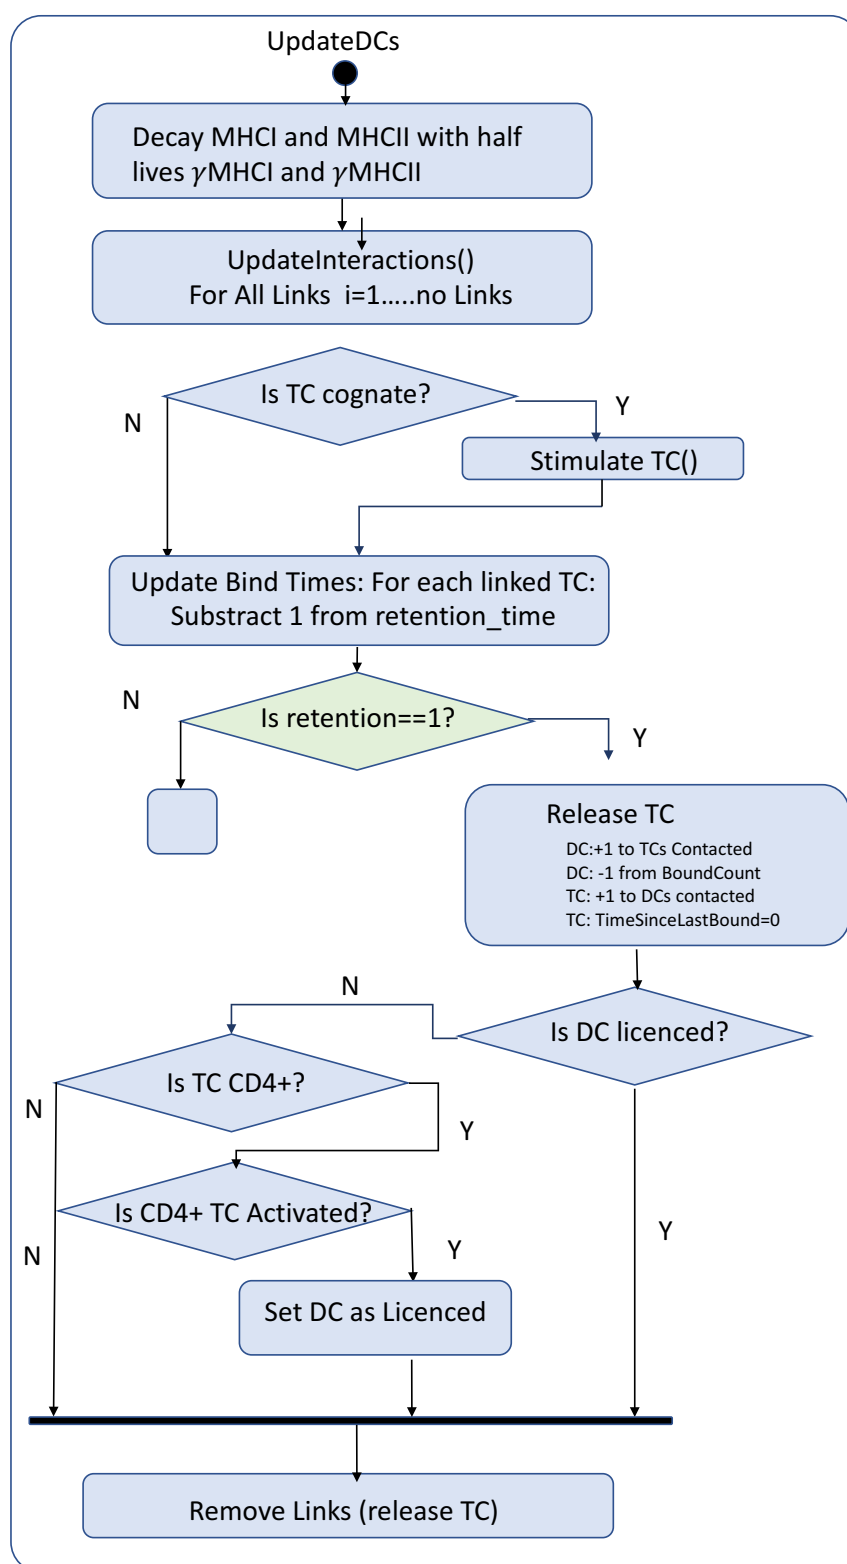 UpdateDCs
Decay MHCI and MHCII with half
lives γMHCI and γMHCII
UpdateInteractions()
For All Links i=1…..no Links
Is TC cognate?
N
Y
Stimulate TC()
Update Bind Times: For each linked TC:
Substract 1 from retention_time
N
Is retention==1?
Y
Release TC
DC:+1 to TCs Contacted
DC: -1 from BoundCount
TC: +1 to DCs contacted
TC: TimeSinceLastBound=0
N
Is DC licenced?
Is TC CD4+?
N
Y
Is CD4+ TC Activated?
N
Y
Y
Set DC as Licenced
Remove Links (release TC)